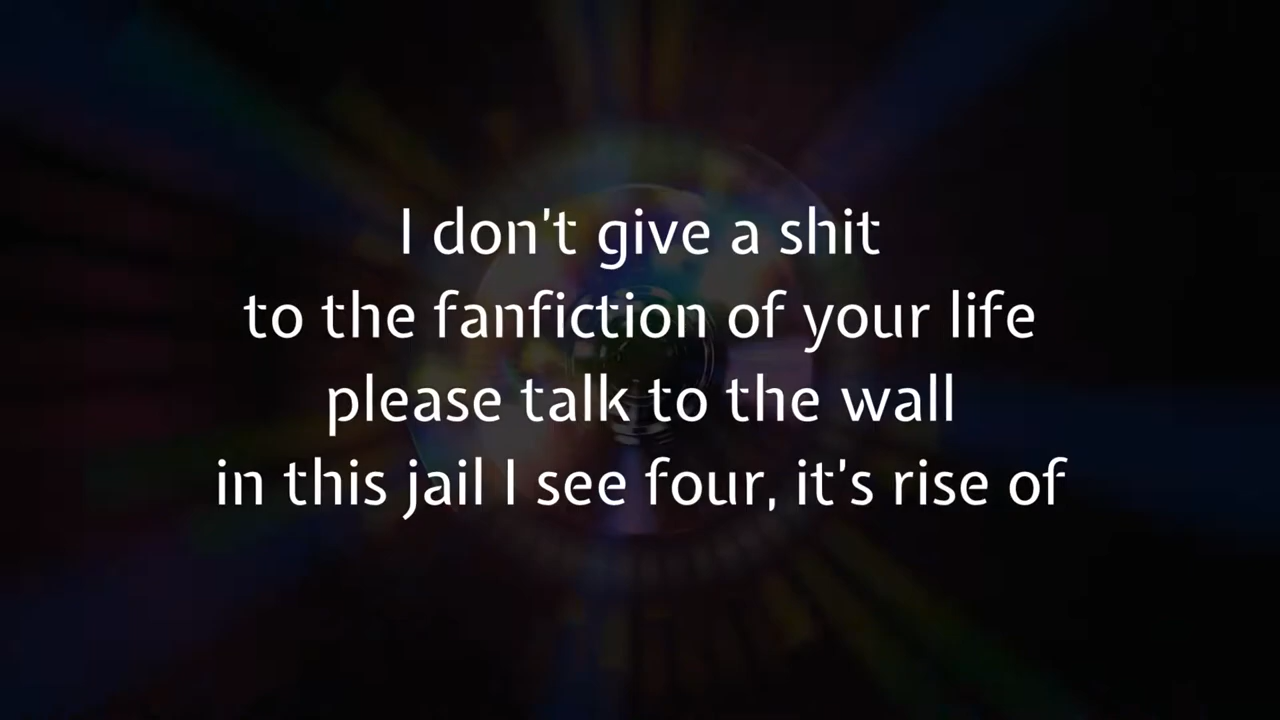 I don't give a shit
to the fanfiction of your life
please talk to the wall
in this jail I see four, it's rise of